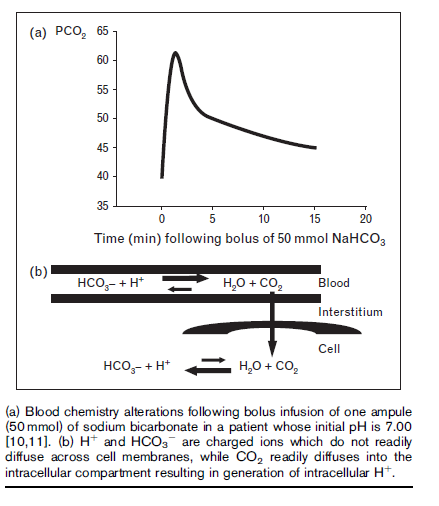 (a) PCO₂ 65
60
55
50
45
40
35
0 5 10 15 20
Time (min) following bolus of 50 mmol NaHCO₃
(b)
HCO₃– + H⁺ H₂O + CO₂ Blood
Interstitium
Cell
HCO₃– + H⁺ H₂O + CO₂
(a) Blood chemistry alterations following bolus infusion of one ampule
(50 mmol) of sodium bicarbonate in a patient whose initial pH is 7.00
[10,11]. (b) H⁺ and HCO₃⁻ are charged ions which do not readily
diffuse across cell membranes, while CO₂ readily diffuses into the
intracellular compartment resulting in generation of intracellular H⁺.